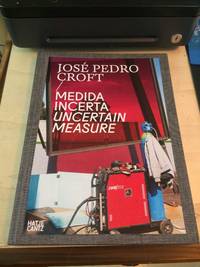 JOSÉ PEDRO
CROFT
/
MEDIDA
INCERTA
UNCERTAIN
MEASURE
HATJE
CANTZ